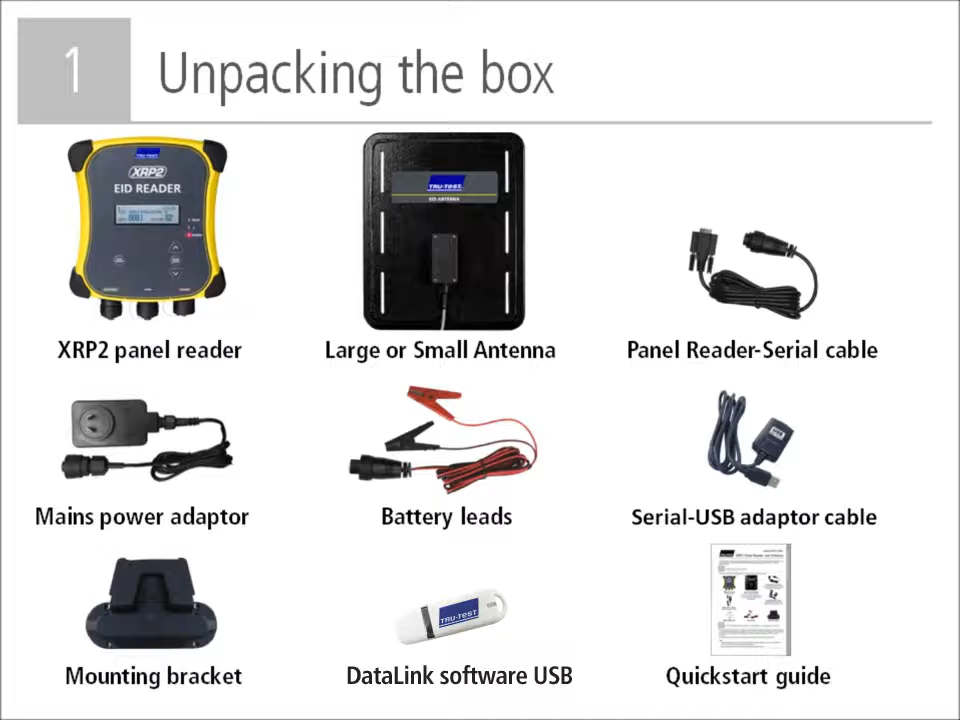 1
Unpacking the box
TRU-TEST
XRP2
EID READER
TRU-TEST
EID ANTENNA
XRP2 panel reader
Large or Small Antenna
Panel Reader-Serial cable
Mains power adaptor
Battery leads
Serial-USB adaptor cable
TRU-TEST
Mounting bracket
DataLink software USB
Quickstart guide